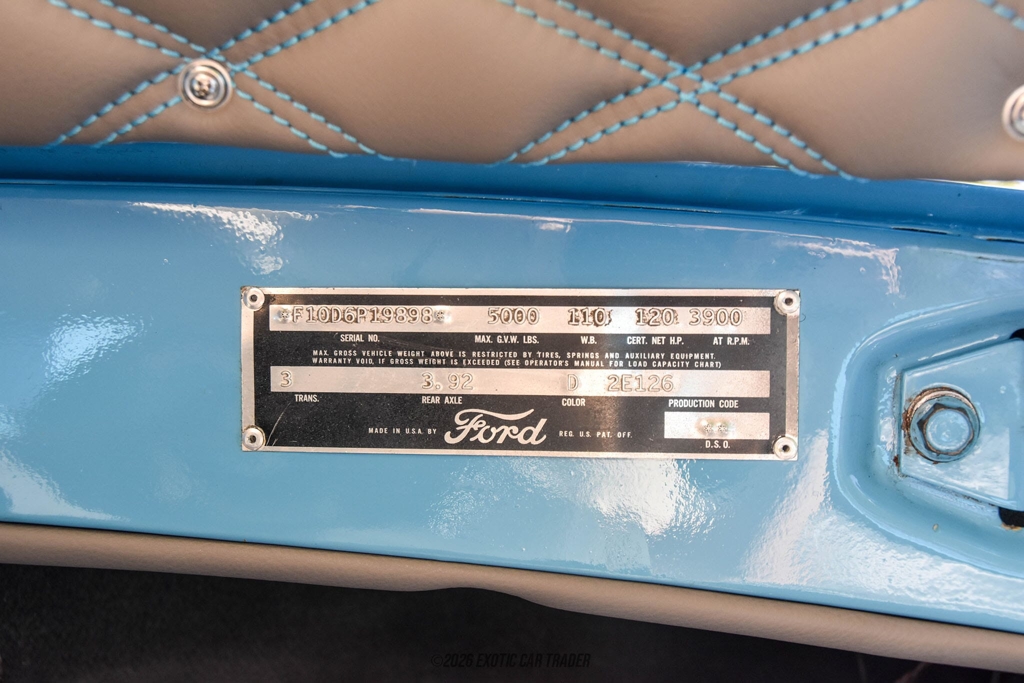 *F10D6R19898* 5000 110 120 3900
SERIAL NO. MAX. G.V.W. LBS. W.B. CERT. NET H.P. AT R.P.M.
MAX. GROSS VEHICLE WEIGHT ABOVE IS RESTRICTED BY TIRES, SPRINGS AND AUXILIARY EQUIPMENT.
WARRANTY VOID, IF GROSS WEIGHT IS EXCEEDED (SEE OPERATOR'S MANUAL FOR LOAD CAPACITY CHART)
3 3.92 D 2E126
TRANS. REAR AXLE COLOR PRODUCTION CODE
**
MADE IN U.S.A. BY Ford REG. U.S. PAT. OFF.
D.S.O.
©2026 EXOTIC CAR TRADER